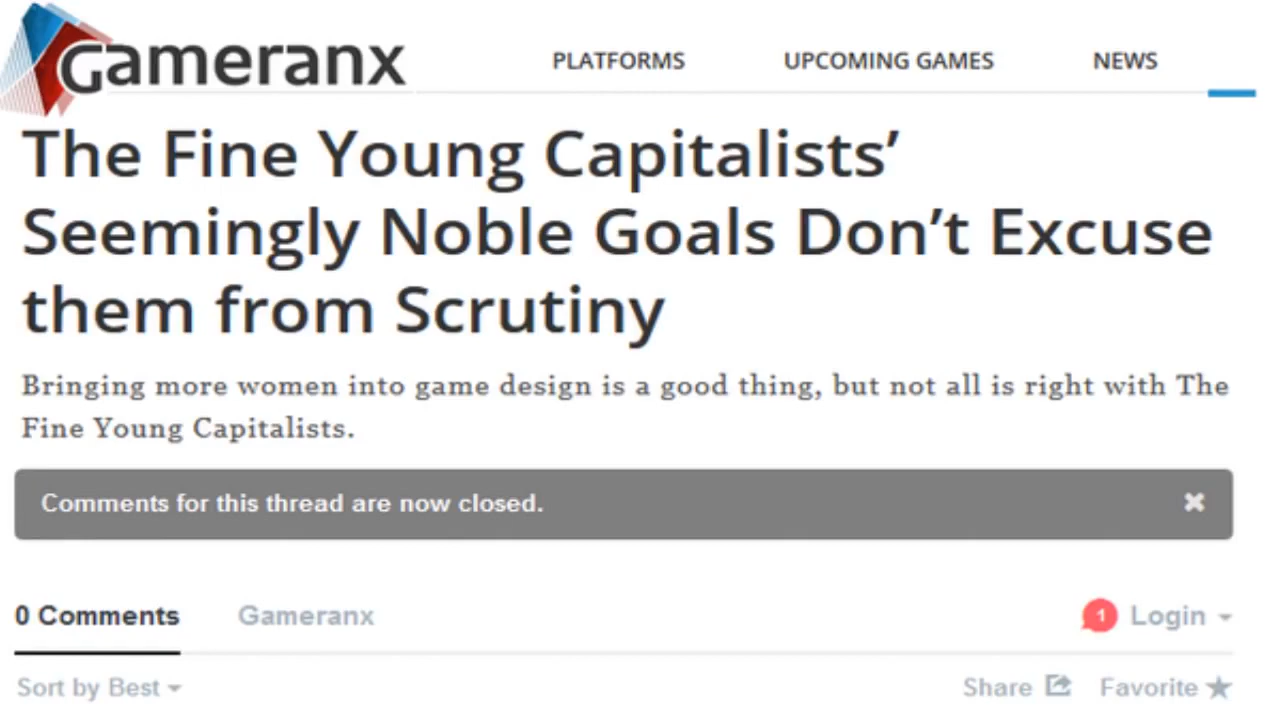 Gameranx
PLATFORMS UPCOMING GAMES NEWS
The Fine Young Capitalists’
Seemingly Noble Goals Don’t Excuse
them from Scrutiny
Bringing more women into game design is a good thing, but not all is right with The
Fine Young Capitalists.
Comments for this thread are now closed.
0 Comments Gameranx 1 Login
Sort by Best Share Favorite